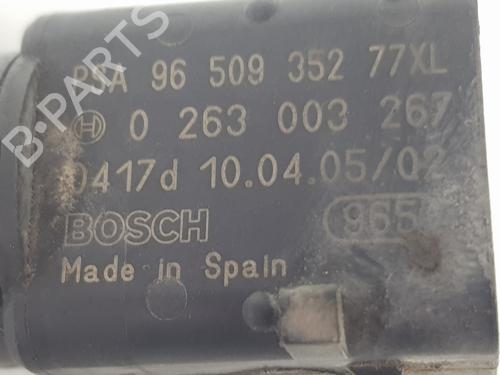 PSA 96 509 352 77XL
0 263 003 267
0417d 10.04.05/02
BOSCH 965
Made in Spain
B-PARTS